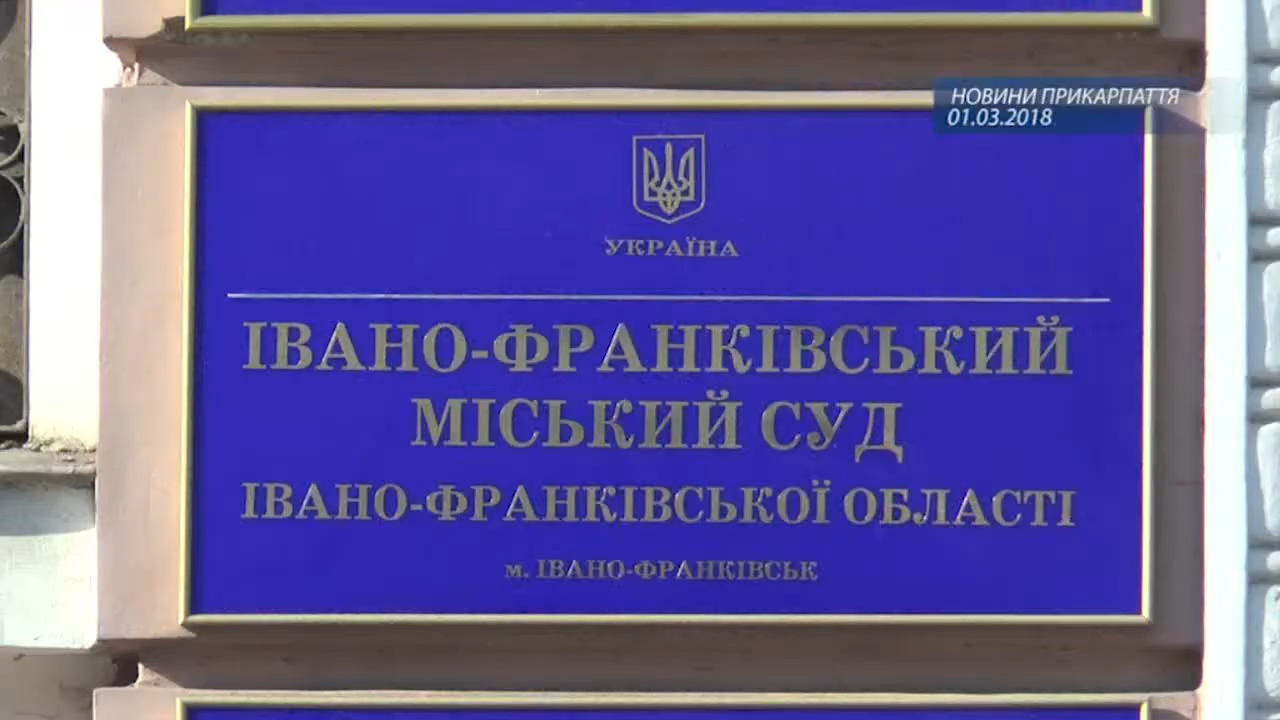 НОВИНИ ПРИКАРПАТТЯ
01.03.2018
УКРАЇНА
ІВАНО-ФРАНКІВСЬКИЙ
МІСЬКИЙ СУД
ІВАНО-ФРАНКІВСЬКОЇ ОБЛАСТІ
м. ІВАНО-ФРАНКІВСЬК